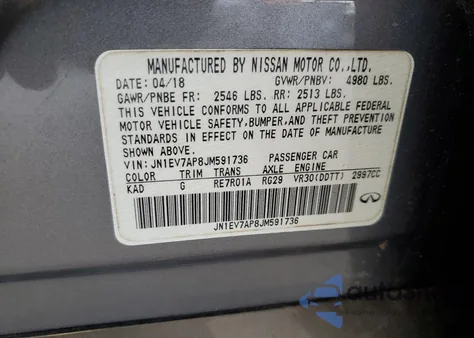 MANUFACTURED BY NISSAN MOTOR CO.,LTD.
DATE: 04/18 GVWR/PNBV: 4980 LBS.
GAWR/PNBE FR: 2546 LBS. RR: 2513 LBS.
THIS VEHICLE CONFORMS TO ALL APPLICABLE FEDERAL
MOTOR VEHICLE SAFETY, BUMPER, AND THEFT PREVENTION
STANDARDS IN EFFECT ON THE DATE OF MANUFACTURE
SHOWN ABOVE.
VIN: JN1EV7AP8JM591736 PASSENGER CAR
COLOR TRIM TRANS AXLE ENGINE
KAD G RE7R01A RG29 VR30(DDTT) 2997CC
JN1EV7AP8JM591736